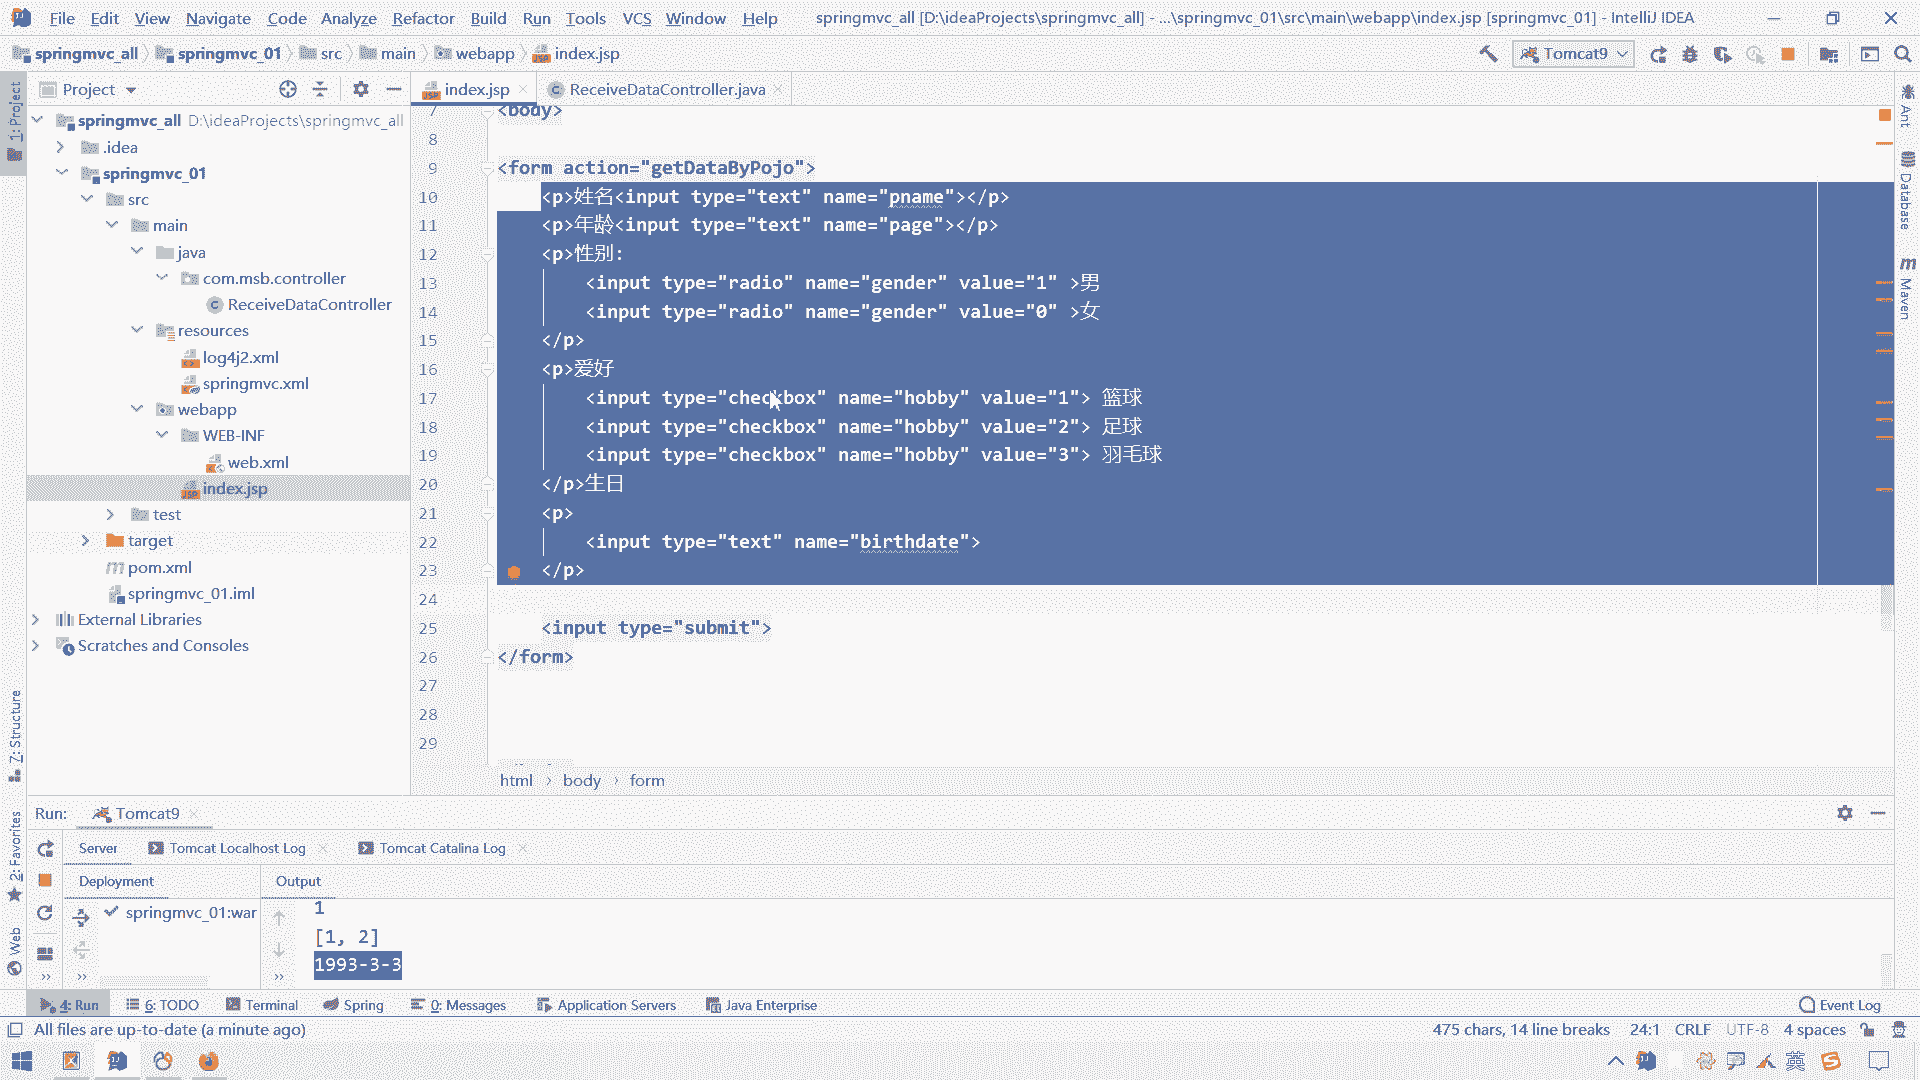 File Edit View Navigate Code Analyze Refactor Build Run Tools VCS Window Help springmvc_all [D:\ideaProjects\springmvc_all] - ...\springmvc_01\src\main\webapp\index.jsp [springmvc_01] - IntelliJ IDEA
springmvc_all springmvc_01 src main webapp index.jsp Tomcat9
Project index.jsp ReceiveDataController.java
springmvc_all D:\ideaProjects\springmvc_all
.idea
springmvc_01
src
main
java
com.msb.controller
ReceiveDataController
resources
log4j2.xml
springmvc.xml
webapp
WEB-INF
web.xml
index.jsp
test
target
pom.xml
springmvc_01.iml
External Libraries
Scratches and Consoles
7 <body>
8
9 <form action="getDataByPojo">
10 <p>姓名<input type="text" name="pname"></p>
11 <p>年龄<input type="text" name="page"></p>
12 <p>性别:
13 <input type="radio" name="gender" value="1" >男
14 <input type="radio" name="gender" value="0" >女
15 </p>
16 <p>爱好
17 <input type="checkbox" name="hobby" value="1"> 篮球
18 <input type="checkbox" name="hobby" value="2"> 足球
19 <input type="checkbox" name="hobby" value="3"> 羽毛球
20 </p>生日
21 <p>
22 <input type="text" name="birthdate">
23 </p>
24
25 <input type="submit">
26 </form>
27
28
29
html › body › form
1: Project
Z: Structure
2: Favorites
Web
Ant
Database
Maven
Run: Tomcat9
Server Tomcat Localhost Log Tomcat Catalina Log
Deployment Output
springmvc_01:war
1
[1, 2]
1993-3-3
4: Run 6: TODO Terminal Spring 0: Messages Application Servers Java Enterprise Event Log
All files are up-to-date (a minute ago) 475 chars, 14 line breaks 24:1 CRLF UTF-8 4 spaces
英